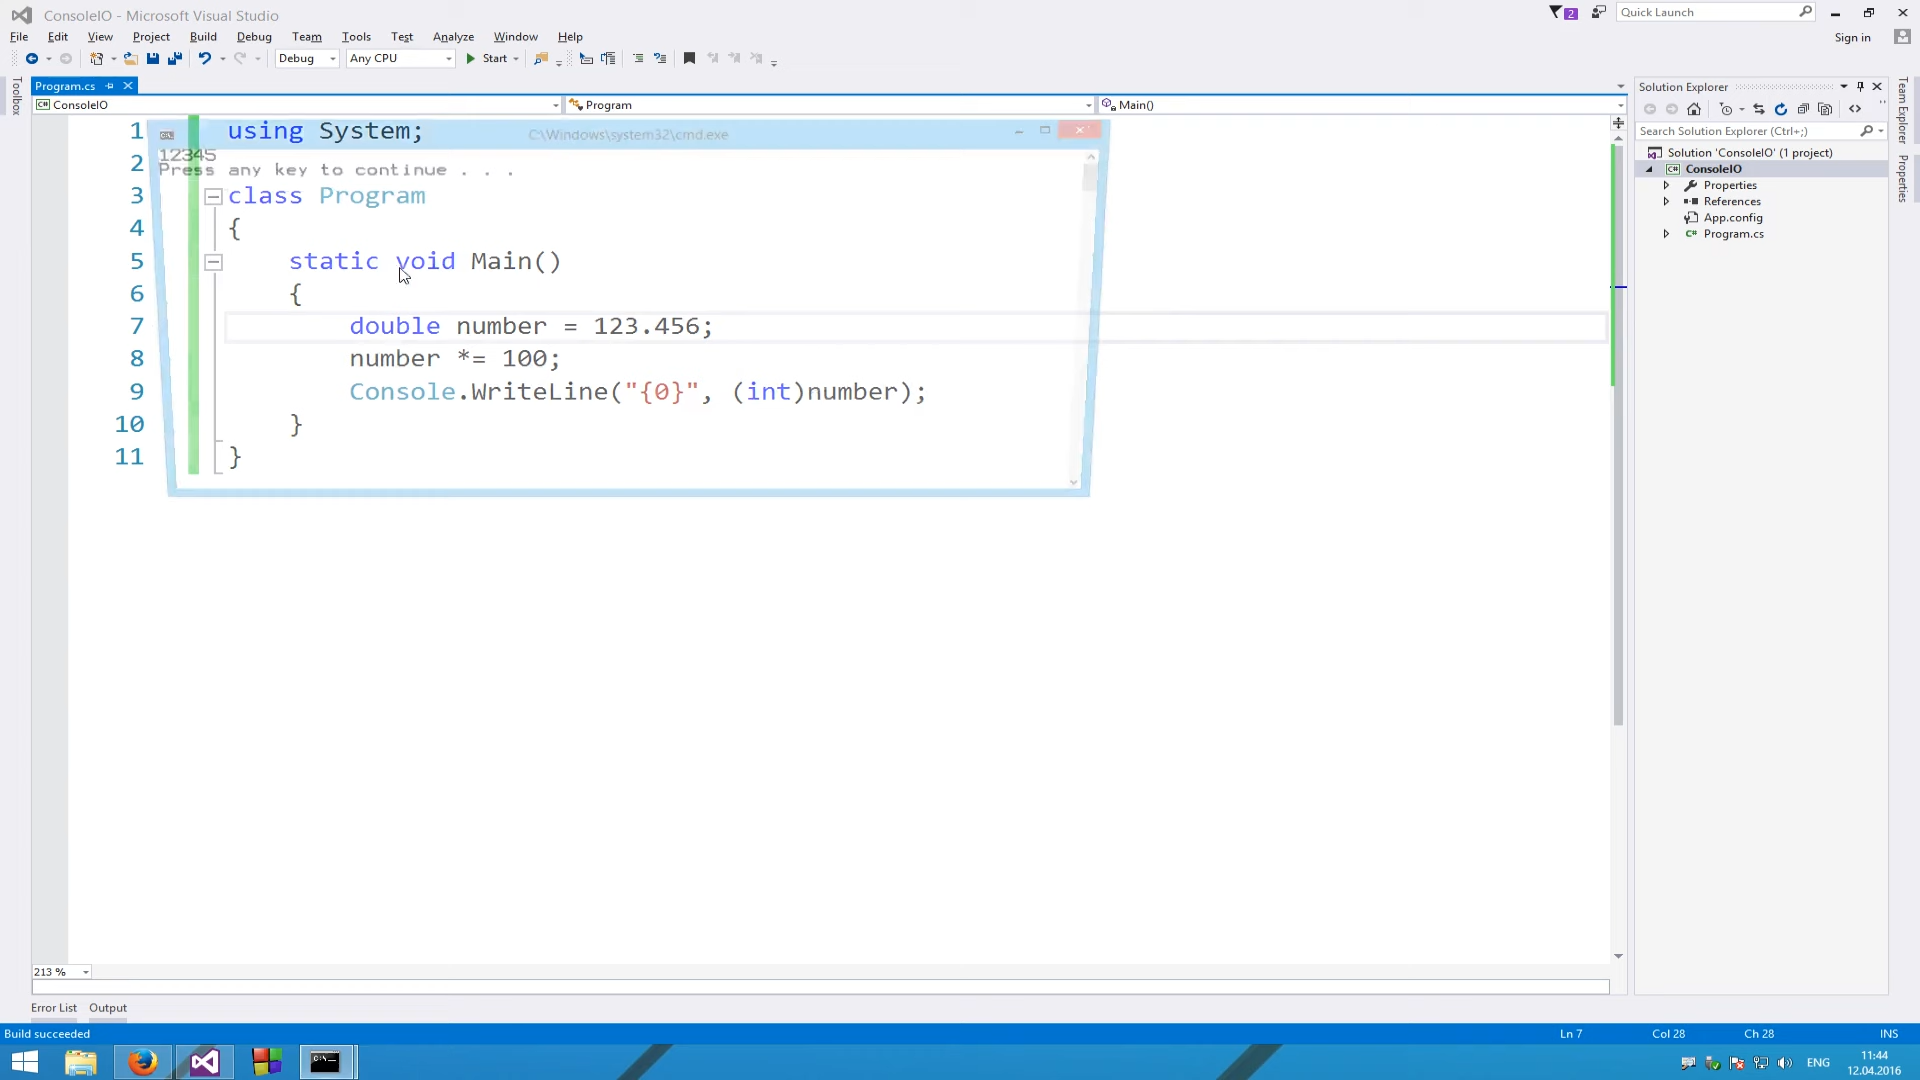 ConsoleIO - Microsoft Visual Studio
2
Quick Launch
File Edit View Project Build Debug Team Tools Test Analyze Window Help
Sign in
Debug Any CPU Start
Toolbox
Program.cs
ConsoleIO Program Main()
C:\Windows\system32\cmd.exe
12345
Press any key to continue . . .
1 using System;
2
3 class Program
4 {
5 static void Main()
6 {
7 double number = 123.456;
8 number *= 100;
9 Console.WriteLine("{0}", (int)number);
10 }
11 }
Solution Explorer
Search Solution Explorer (Ctrl+;)
Solution 'ConsoleIO' (1 project)
ConsoleIO
Properties
References
App.config
Program.cs
Team Explorer
Properties
213 %
Error List Output
Build succeeded
Ln 7 Col 28 Ch 28 INS
ENG
11:44
12.04.2016